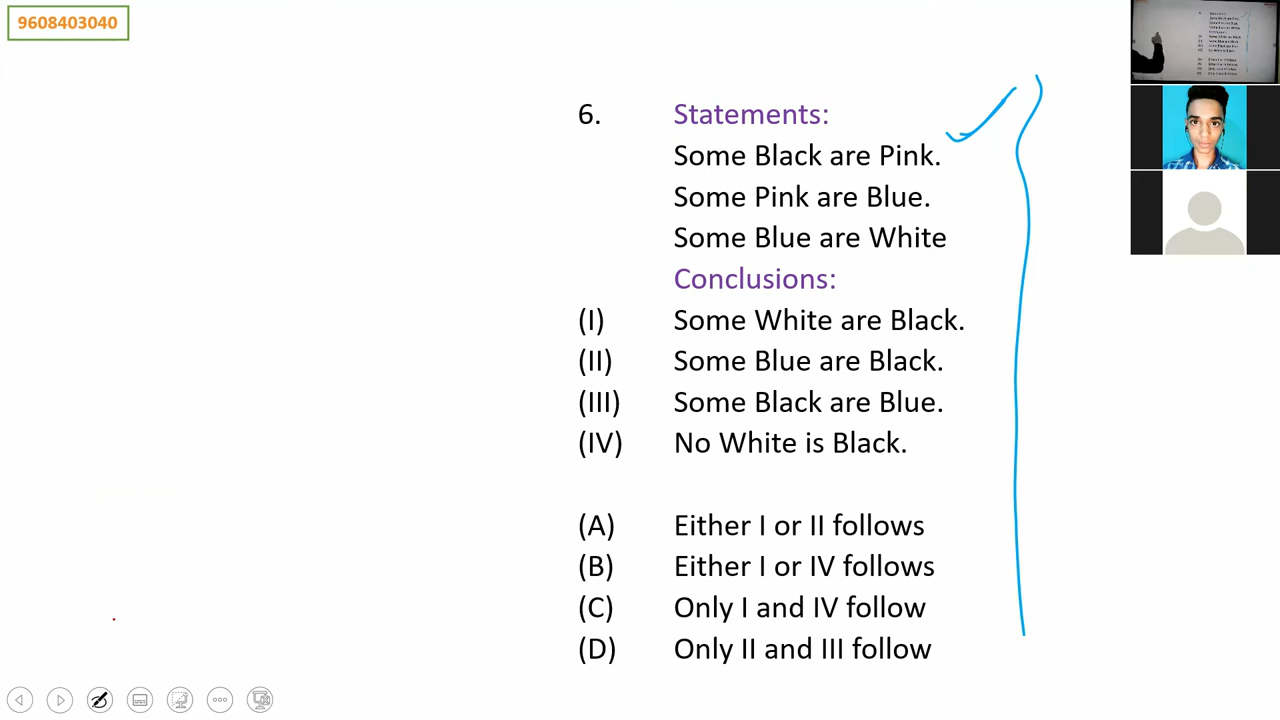 9608403040
6. Statements:
Some Black are Pink.
Some Pink are Blue.
Some Blue are White
Conclusions:
(I) Some White are Black.
(II) Some Blue are Black.
(III) Some Black are Blue.
(IV) No White is Black.
(A) Either I or II follows
(B) Either I or IV follows
(C) Only I and IV follow
(D) Only II and III follow